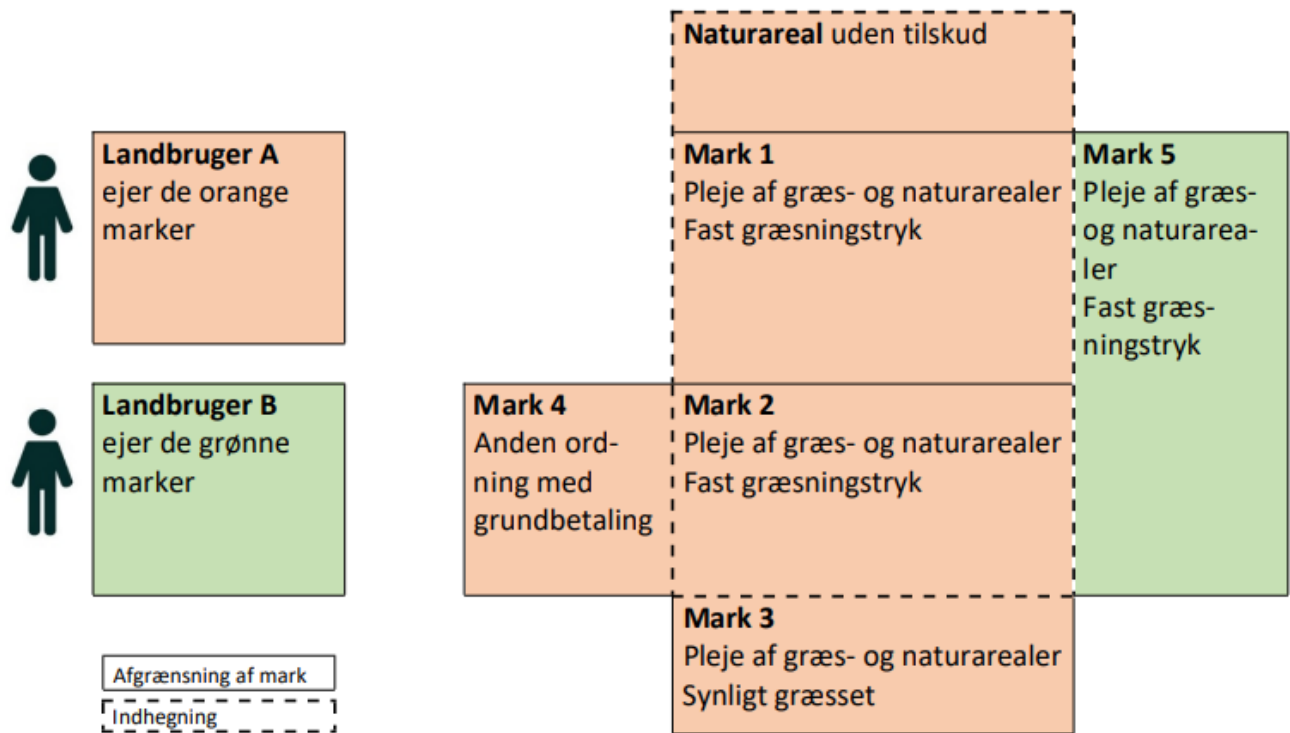 Naturareal uden tilskud
Landbruger A
ejer de orange
marker
Mark 1
Pleje af græs- og naturarealer
Fast græsningstryk
Mark 5
Pleje af græs-
og naturarea-
ler
Fast græs-
ningstryk
Landbruger B
ejer de grønne
marker
Mark 4
Anden ord-
ning med
grundbetaling
Mark 2
Pleje af græs- og naturarealer
Fast græsningstryk
Mark 3
Pleje af græs- og naturarealer
Synligt græsset
Afgrænsning af mark
Indhegning